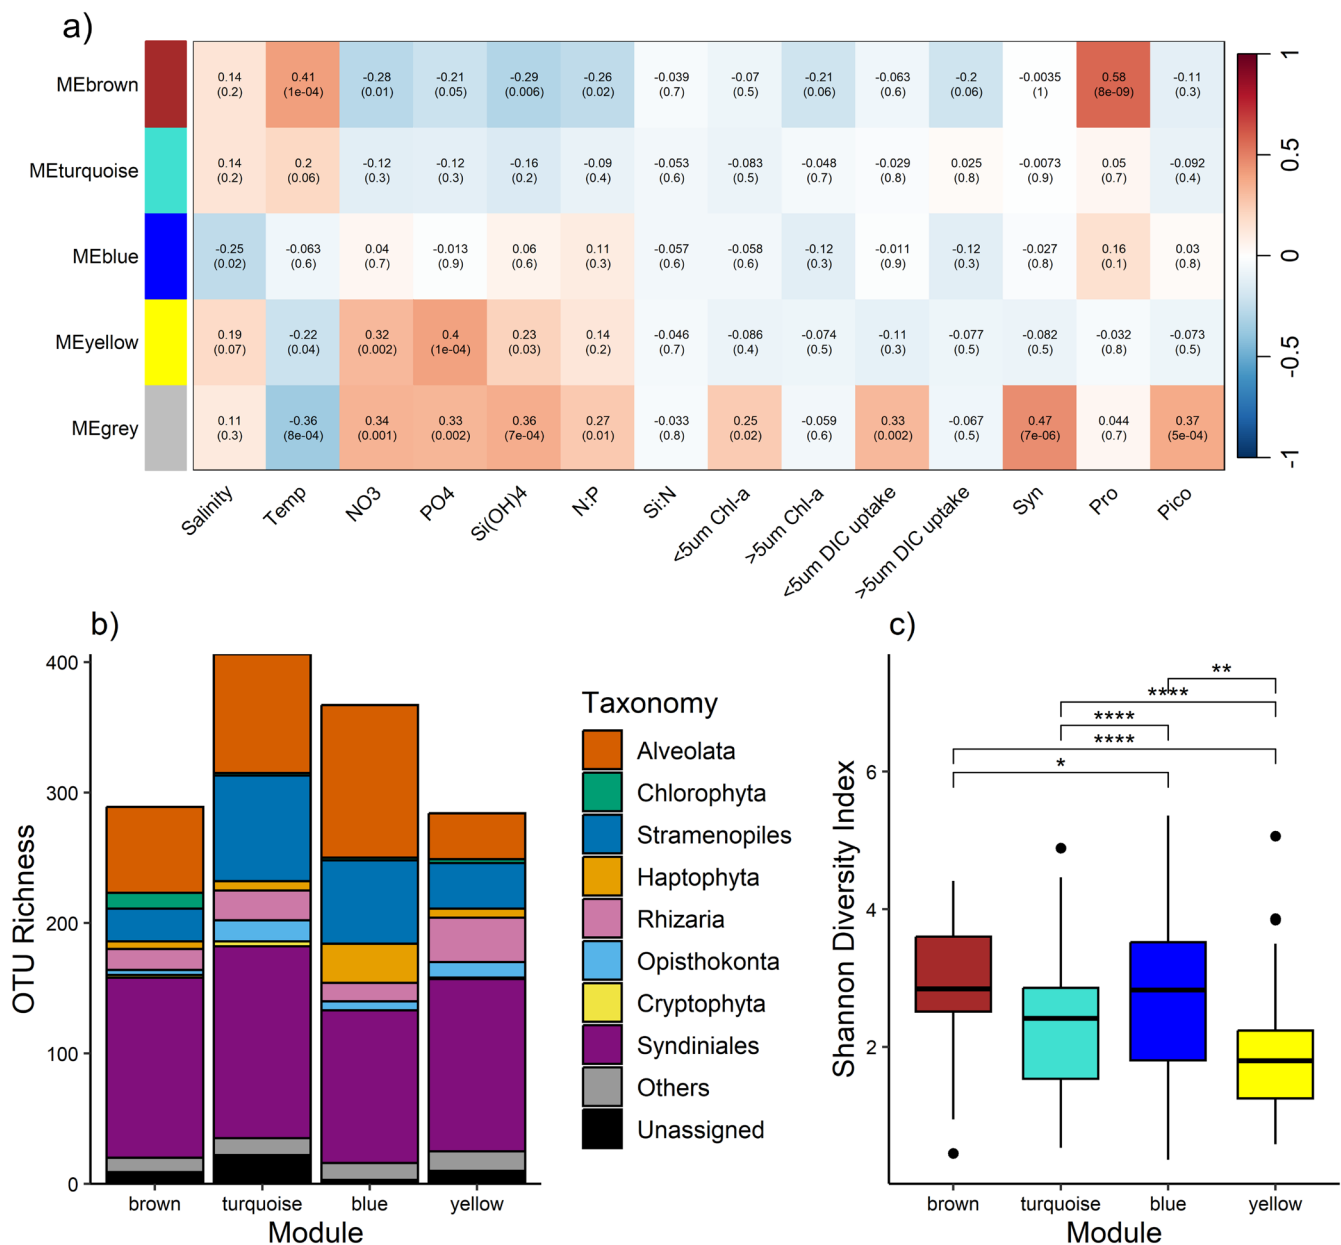 a)
MEbrown
0.14 0.41 -0.28 -0.21 -0.29 -0.26 -0.039 -0.07 -0.21 -0.063 -0.2 -0.0035 0.58 -0.11
(0.2) (1e-04) (0.01) (0.05) (0.006) (0.02) (0.7) (0.5) (0.06) (0.6) (0.06) (1) (8e-09) (0.3)
MEturquoise
0.14 0.2 -0.12 -0.12 -0.16 -0.09 -0.053 -0.083 -0.048 -0.029 0.025 -0.0073 0.05 -0.092
(0.2) (0.06) (0.3) (0.3) (0.2) (0.4) (0.6) (0.5) (0.7) (0.8) (0.8) (0.9) (0.7) (0.4)
MEblue
-0.25 -0.063 0.04 -0.013 0.06 0.11 -0.057 -0.058 -0.12 -0.011 -0.12 -0.027 0.16 0.03
(0.02) (0.6) (0.7) (0.9) (0.6) (0.3) (0.6) (0.6) (0.3) (0.9) (0.3) (0.8) (0.1) (0.8)
MEyellow
0.19 -0.22 0.32 0.4 0.23 0.14 -0.046 -0.086 -0.074 -0.11 -0.077 -0.082 -0.032 -0.073
(0.07) (0.04) (0.002) (1e-04) (0.03) (0.2) (0.7) (0.4) (0.5) (0.3) (0.5) (0.5) (0.8) (0.5)
MEgrey
0.11 -0.36 0.34 0.33 0.36 0.27 -0.033 0.25 -0.059 0.33 -0.067 0.47 0.044 0.37
(0.3) (8e-04) (0.001) (0.002) (7e-04) (0.01) (0.8) (0.02) (0.6) (0.002) (0.5) (7e-06) (0.7) (5e-04)
Salinity Temp NO3 PO4 Si(OH)4 N:P Si:N <5um Chl-a >5um Chl-a <5um DIC uptake >5um DIC uptake Syn Pro Pico
1
0.5
0
-0.5
-1
b)
OTU Richness
400
300
200
100
0
brown turquoise blue yellow
Module
Taxonomy
Alveolata
Chlorophyta
Stramenopiles
Haptophyta
Rhizaria
Opisthokonta
Cryptophyta
Syndiniales
Others
Unassigned
c)
Shannon Diversity Index
**
****
****
****
*
6
4
2
brown turquoise blue yellow
Module